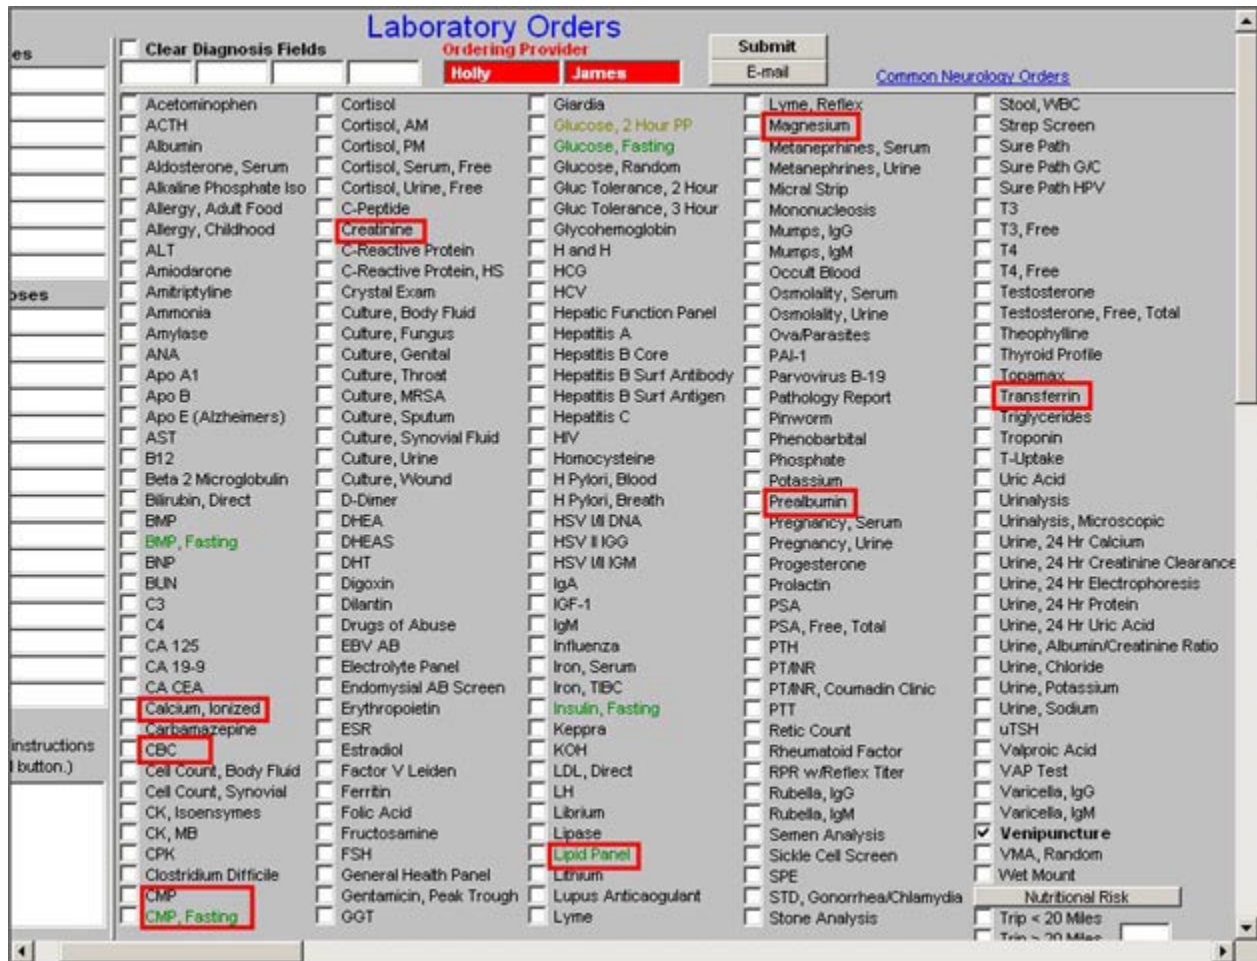 Laboratory Orders
es
Clear Diagnosis Fields
Ordering Provider
Submit
Holly James
E-mail
Common Neurology Orders
Acetominophen
ACTH
Albumin
Aldosterone, Serum
Alkaline Phosphate Iso
Allergy, Adult Food
Allergy, Childhood
ALT
Amiodarone
Amitriptyline
Ammonia
Amylase
ANA
Apo A1
Apo B
Apo E (Alzheimers)
AST
B12
Beta 2 Microglobulin
Bilirubin, Direct
BMP
BMP, Fasting
BNP
BUN
C3
C4
CA 125
CA 19-9
CA CEA
Calcium, Ionized
Carbamazepine
CBC
Cell Count, Body Fluid
Cell Count, Synovial
CK, Isoensymes
CK, MB
CPK
Clostridium Difficile
CMP
CMP, Fasting
Cortisol
Cortisol, AM
Cortisol, PM
Cortisol, Serum, Free
Cortisol, Urine, Free
C-Peptide
Creatinine
C-Reactive Protein
C-Reactive Protein, HS
Crystal Exam
Culture, Body Fluid
Culture, Fungus
Culture, Genital
Culture, Throat
Culture, MRSA
Culture, Sputum
Culture, Synovial Fluid
Culture, Urine
Culture, Wound
D-Dimer
DHEA
DHEAS
DHT
Digoxin
Dilantin
Drugs of Abuse
EBV AB
Electrolyte Panel
Endomysial AB Screen
Erythropoietin
ESR
Estradiol
Factor V Leiden
Ferritin
Folic Acid
Fructosamine
FSH
General Health Panel
Gentamicin, Peak Trough
GGT
Giardia
Glucose, 2 Hour PP
Glucose, Fasting
Glucose, Random
Gluc Tolerance, 2 Hour
Gluc Tolerance, 3 Hour
Glycohemoglobin
H and H
HCG
HCV
Hepatic Function Panel
Hepatitis A
Hepatitis B Core
Hepatitis B Surf Antibody
Hepatitis B Surf Antigen
Hepatitis C
HIV
Homocysteine
H Pylori, Blood
H Pylori, Breath
HSV I/II DNA
HSV II IGG
HSV I/II IGM
IgA
IGF-1
IgM
Influenza
Iron, Serum
Iron, TIBC
Insulin, Fasting
Keppra
KOH
LDL, Direct
LH
Librium
Lipase
Lipid Panel
Lithium
Lupus Anticaogulant
Lyme
Lyme, Reflex
Magnesium
Metanephrines, Serum
Metanephrines, Urine
Micral Strip
Mononucleosis
Mumps, IgG
Mumps, IgM
Occult Blood
Osmolality, Serum
Osmolality, Urine
Ova/Parasites
PAI-1
Parvovirus B-19
Pathology Report
Pinworm
Phenobarbital
Phosphate
Potassium
Prealbumin
Pregnancy, Serum
Pregnancy, Urine
Progesterone
Prolactin
PSA
PSA, Free, Total
PTH
PT/INR
PT/INR, Coumadin Clinic
PTT
Retic Count
Rheumatoid Factor
RPR w/Reflex Titer
Rubella, IgG
Rubella, IgM
Semen Analysis
Sickle Cell Screen
SPE
STD, Gonorrhea/Chlamydia
Stone Analysis
Stool, WBC
Strep Screen
Sure Path
Sure Path G/C
Sure Path HPV
T3
T3, Free
T4
T4, Free
Testosterone
Testosterone, Free, Total
Theophylline
Thyroid Profile
Topamax
Transferrin
Triglycerides
Troponin
T-Uptake
Uric Acid
Urinalysis
Urinalysis, Microscopic
Urine, 24 Hr Calcium
Urine, 24 Hr Creatinine Clearance
Urine, 24 Hr Electrophoresis
Urine, 24 Hr Protein
Urine, 24 Hr Uric Acid
Urine, Albumin/Creatinine Ratio
Urine, Chloride
Urine, Potassium
Urine, Sodium
uTSH
Valproic Acid
VAP Test
Varicella, IgG
Varicella, IgM
Venipuncture
VMA, Random
Wet Mount
Nutritional Risk
Trip < 20 Miles
Trip > 20 Miles
oses
instructions
l button.)